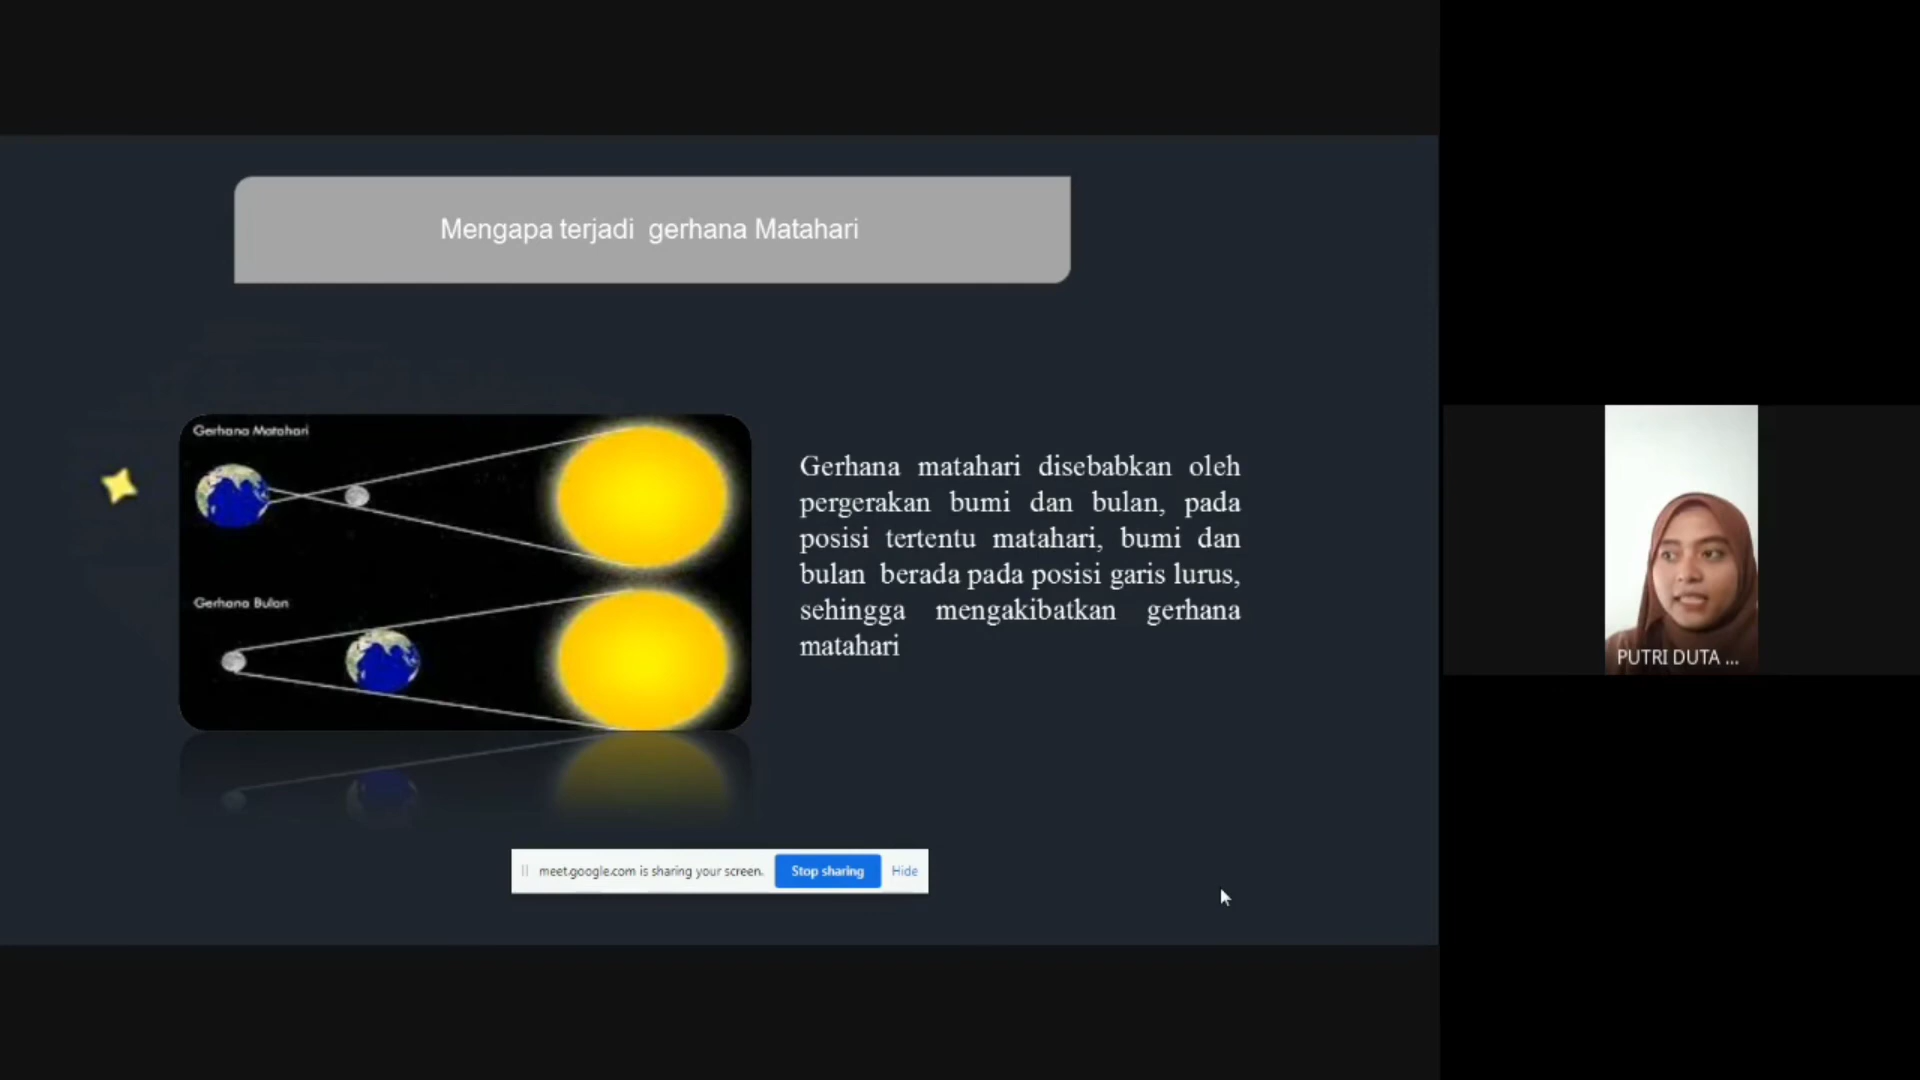 Mengapa terjadi  gerhana Matahari
Gerhana Matahari
Gerhana Bulan
Gerhana matahari disebabkan oleh
pergerakan bumi dan bulan, pada
posisi tertentu matahari, bumi dan
bulan  berada pada posisi garis lurus,
sehingga mengakibatkan gerhana
matahari
PUTRI DUTA ...
meet.google.com is sharing your screen.
Stop sharing
Hide